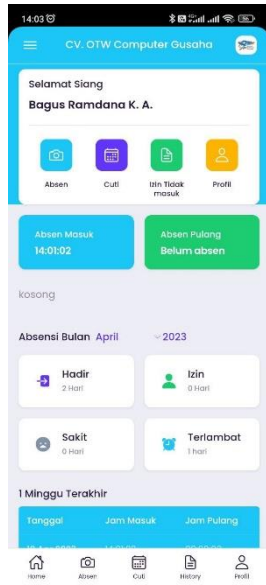 14:03
CV. OTW Computer Gusaha
Selamat Siang
Bagus Ramdana K. A.
Absen
Cuti
Izin Tidak masuk
Profil
Absen Masuk
14:01:02
Absen Pulang
Belum absen
kosong
Absensi Bulan April 2023
Hadir
2 Hari
Izin
0 Hari
Sakit
0 Hari
Terlambat
1 hari
1 Minggu Terakhir
Tanggal Jam Masuk Jam Pulang
Home
Absen
Cuti
History
Profil